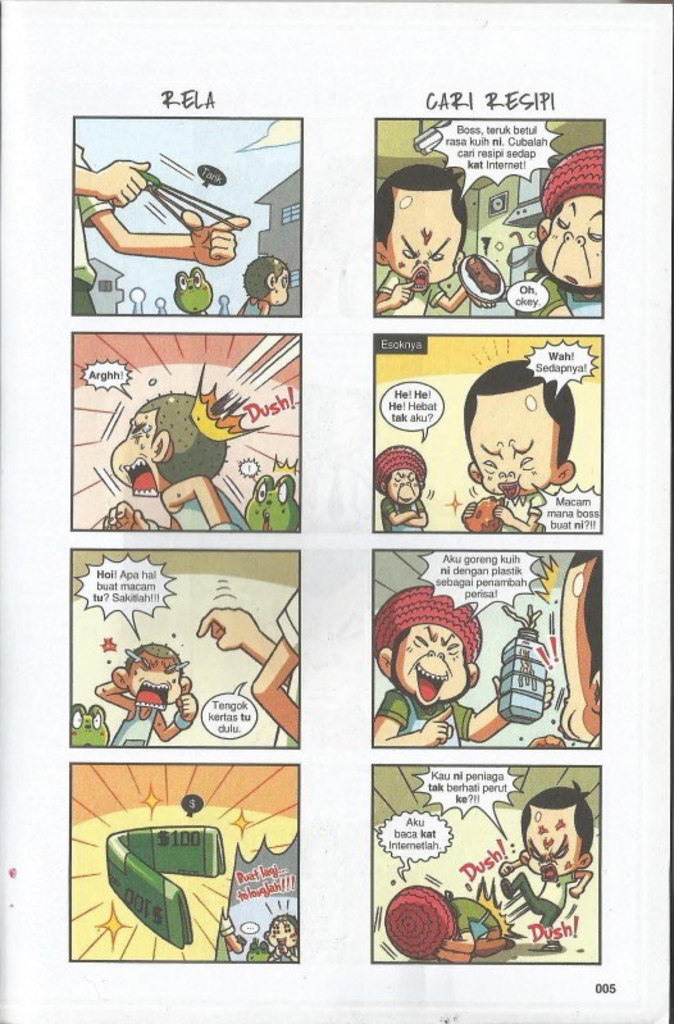 RELA
Tarik
Arghh!
Dush!
!
Hoi! Apa hal
buat macam
tu? Sakitlah!!!
Tengok
kertas tu
dulu.
$
$100
$100
Buat lagi...
tolonglah!!!
...
CARI RESIPI
Boss, teruk betul
rasa kuih ni. Cubalah
cari resipi sedap
kat Internet!
Oh,
okey.
Esoknya
Wah!
Sedapnya!
He! He!
He! Hebat
tak aku?
Macam
mana boss
buat ni?!!
Aku goreng kuih
ni dengan plastik
sebagai penambah
perisa!
!!
Kau ni peniaga
tak berhati perut
ke?!!
Aku
baca kat
Internetlah.
Dush!
Dush!
005